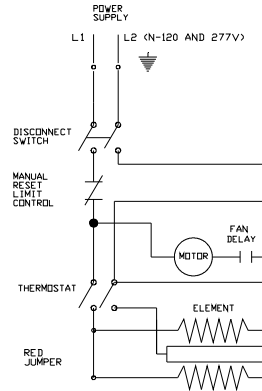 POWER
SUPPLY
L1
L2 (N-120 AND 277V)
DISCONNECT
SWITCH
MANUAL
RESET
LIMIT
CONTROL
FAN
DELAY
MOTOR
THERMOSTAT
ELEMENT
RED
JUMPER